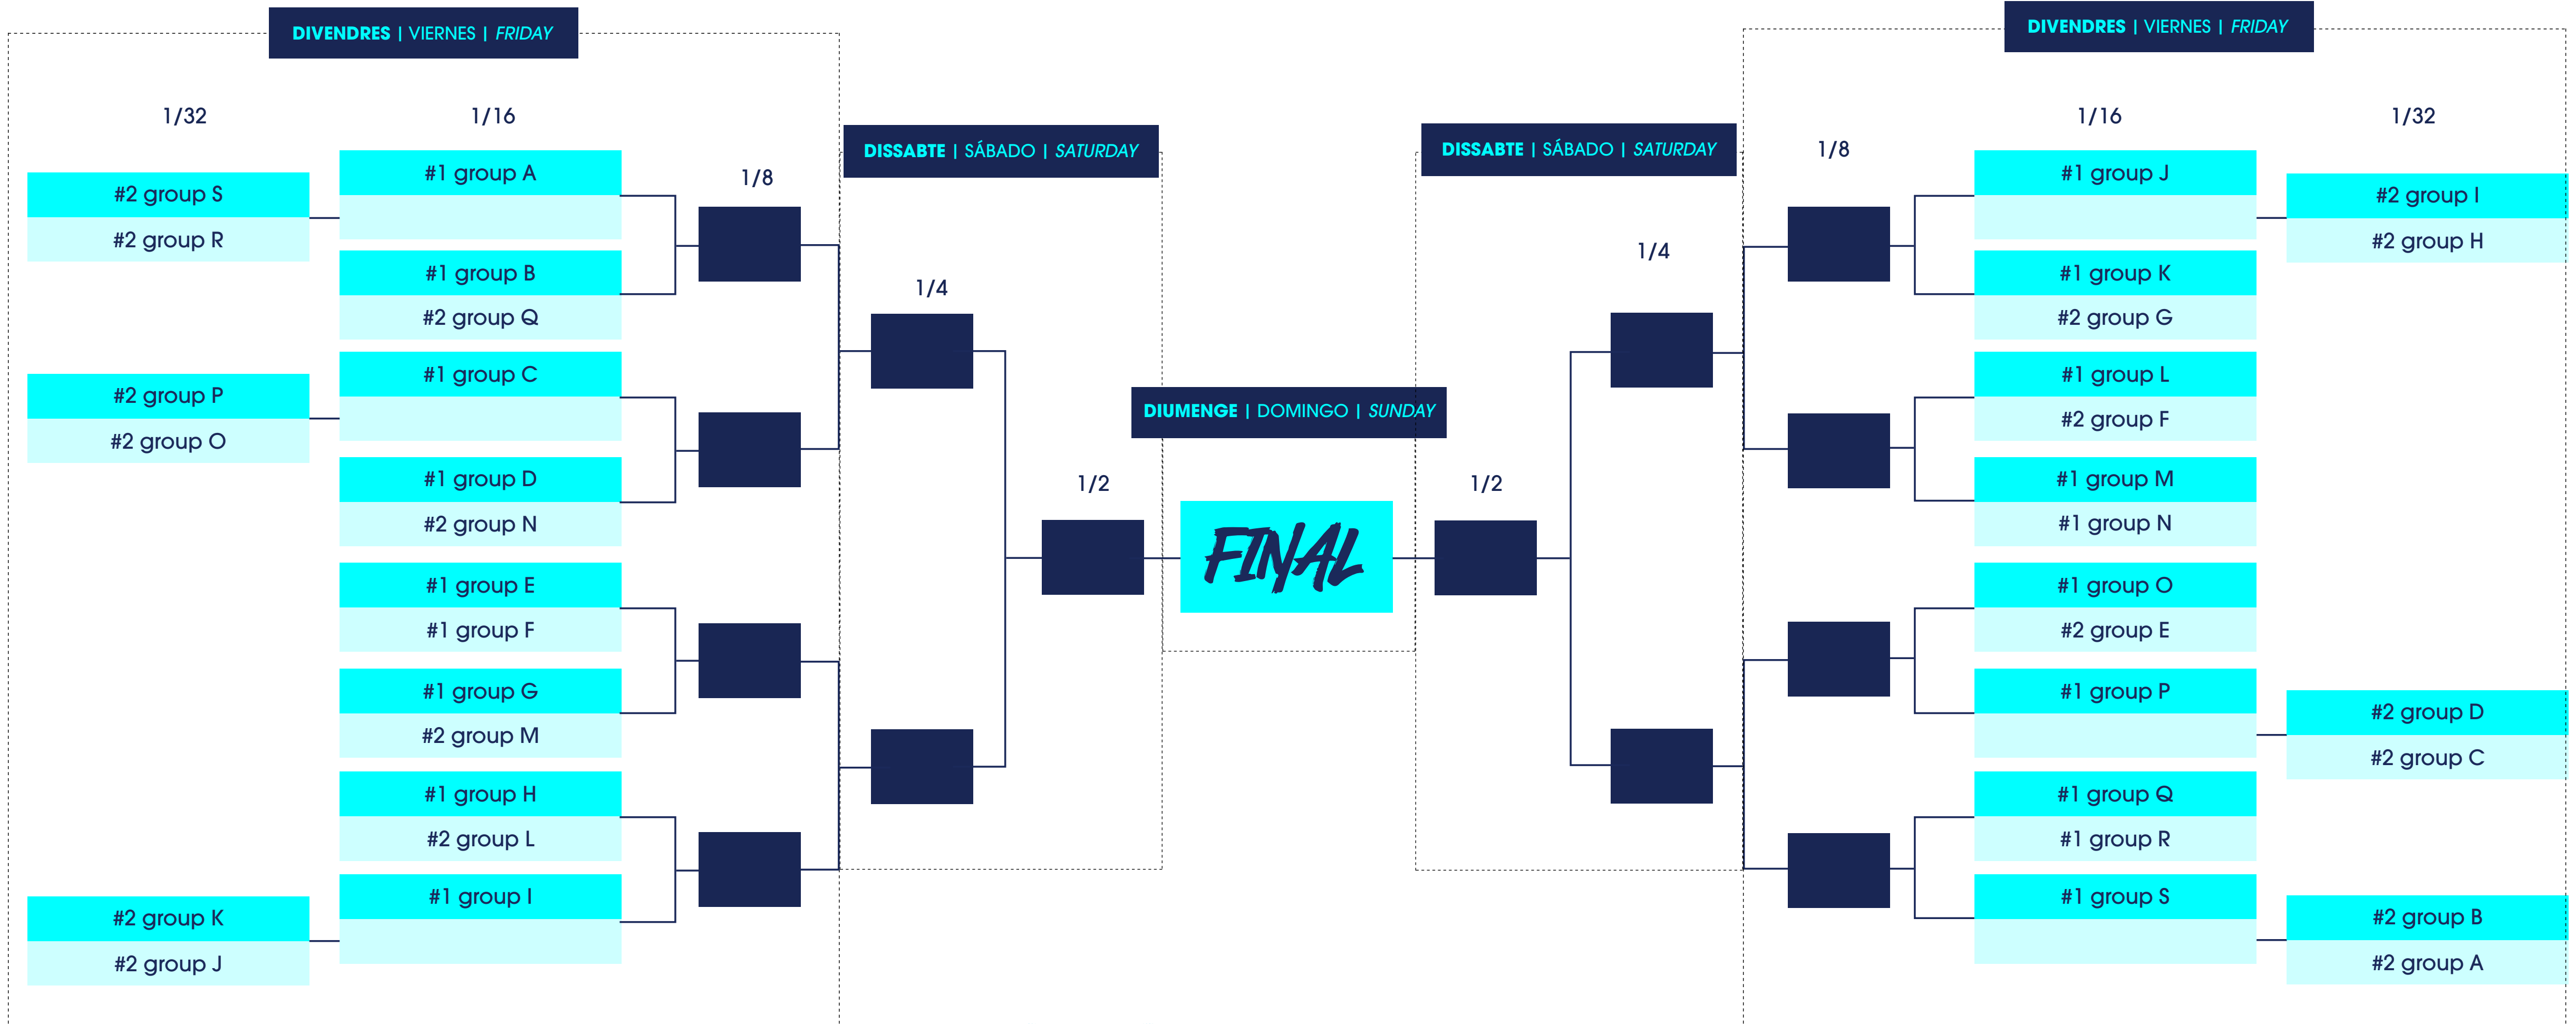 DIVENDRES | VIERNES | FRIDAY
1/32
1/16
#2 group S
#2 group R
#2 group P
#2 group O
#2 group K
#2 group J
#1 group A
#1 group B
#2 group Q
#1 group C
#1 group D
#2 group N
#1 group E
#1 group F
#1 group G
#2 group M
#1 group H
#2 group L
#1 group I
1/8
DISSABTE | SÁBADO | SATURDAY
1/4
1/2
DIUMENGE | DOMINGO | SUNDAY
FINAL
1/2
DISSABTE | SÁBADO | SATURDAY
1/4
DIVENDRES | VIERNES | FRIDAY
1/8
1/16
1/32
#1 group J
#1 group K
#2 group G
#1 group L
#2 group F
#1 group M
#1 group N
#1 group O
#2 group E
#1 group P
#1 group Q
#1 group R
#1 group S
#2 group I
#2 group H
#2 group D
#2 group C
#2 group B
#2 group A